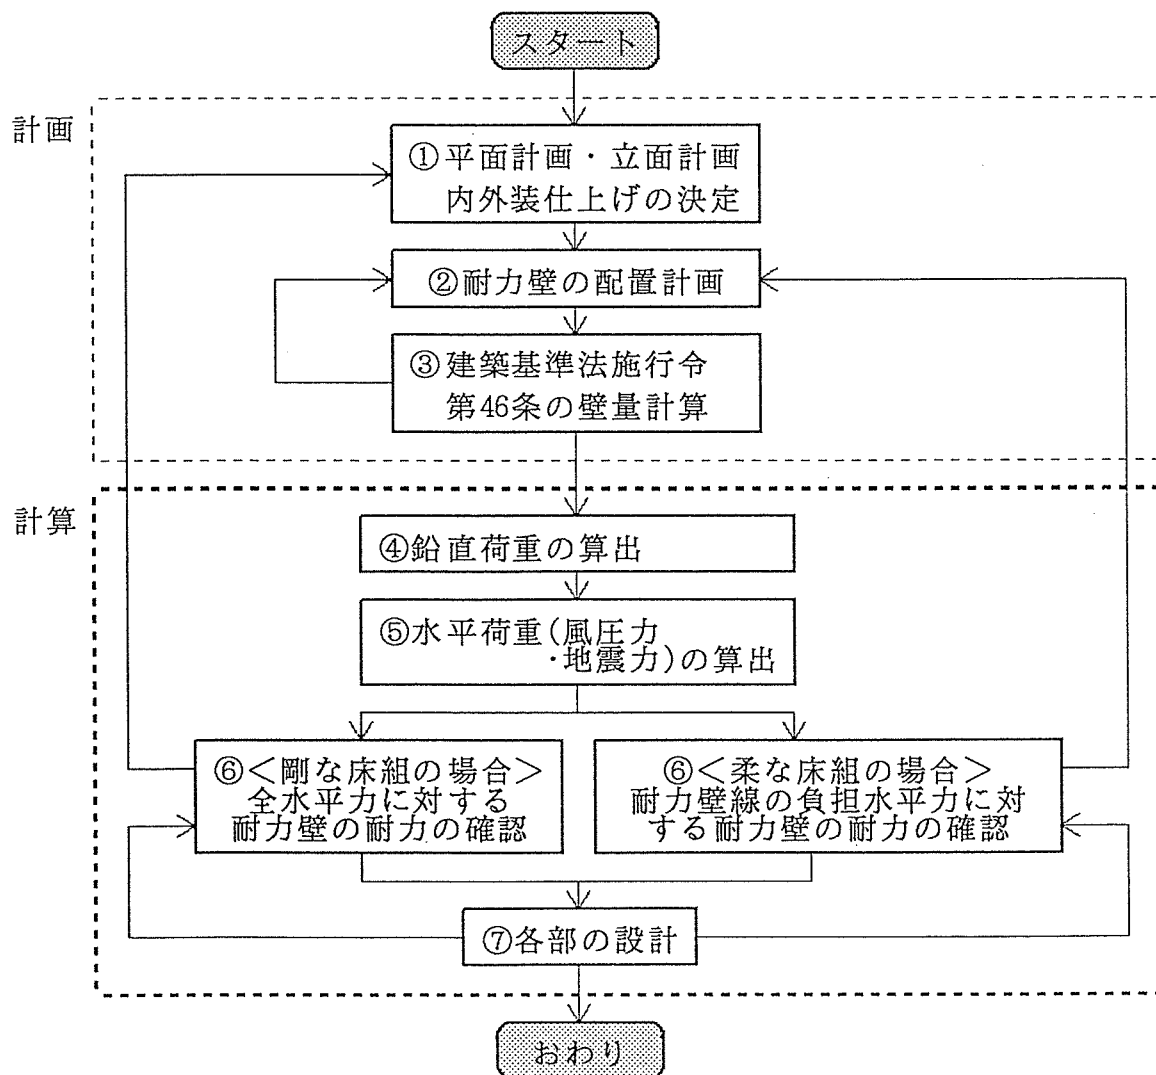 スタート
計画
①平面計画・立面計画
内外装仕上げの決定
②耐力壁の配置計画
③建築基準法施行令
第46条の壁量計算
計算
④鉛直荷重の算出
⑤水平荷重(風圧力
・地震力)の算出
⑥<剛な床組の場合>
全水平力に対する
耐力壁の耐力の確認
⑥<柔な床組の場合>
耐力壁線の負担水平力に対
する耐力壁の耐力の確認
⑦各部の設計
おわり